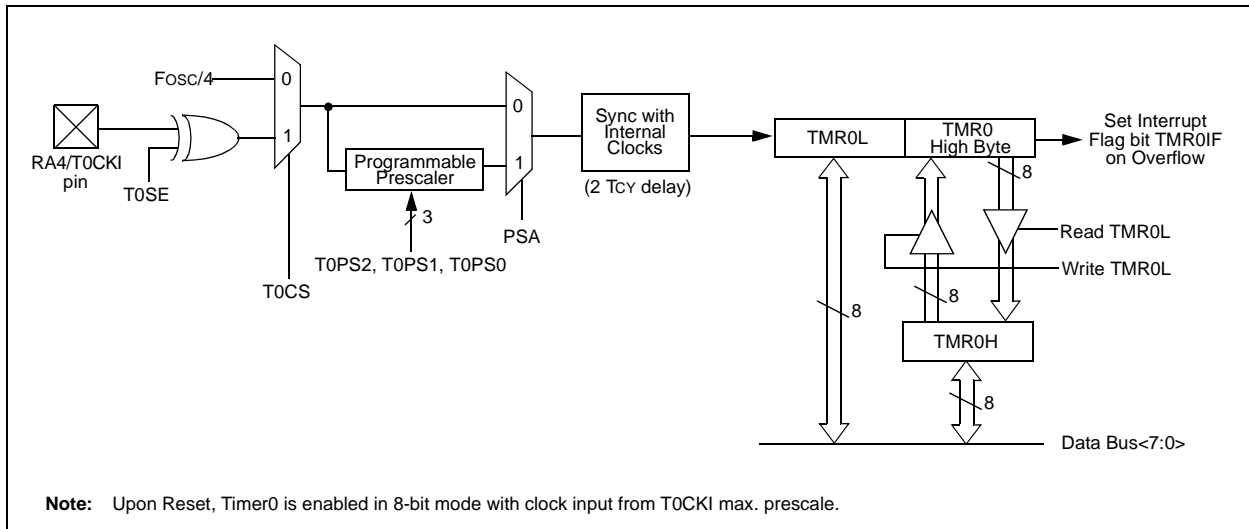 FOSC/4
0
1
RA4/T0CKI
pin
T0SE
T0CS
Programmable
Prescaler
3
T0PS2, T0PS1, T0PS0
0
1
PSA
Sync with
Internal
Clocks
(2 TCY delay)
TMR0L
TMR0
High Byte
Set Interrupt
Flag bit TMR0IF
on Overflow
8
Read TMR0L
Write TMR0L
8
8
TMR0H
8
Data Bus<7:0>
Note: Upon Reset, Timer0 is enabled in 8-bit mode with clock input from T0CKI max. prescale.